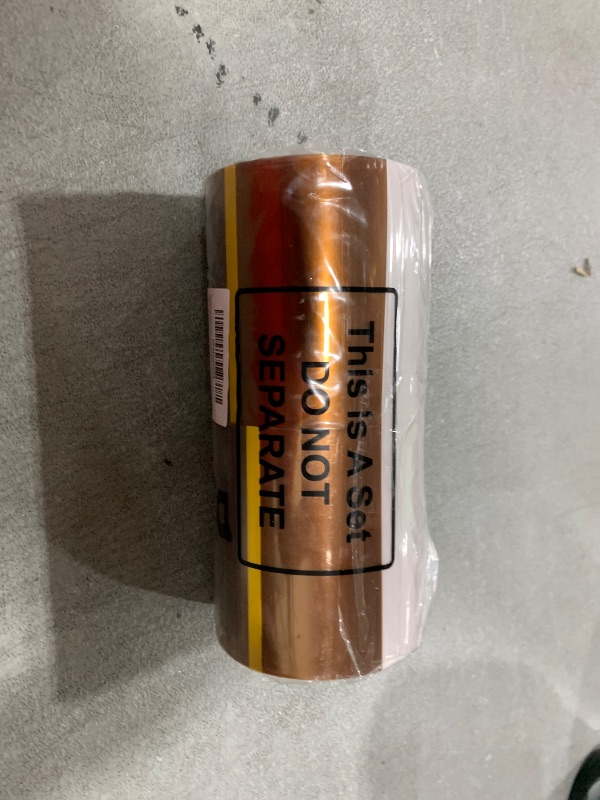 This is A Set
DO NOT
SEPARATE